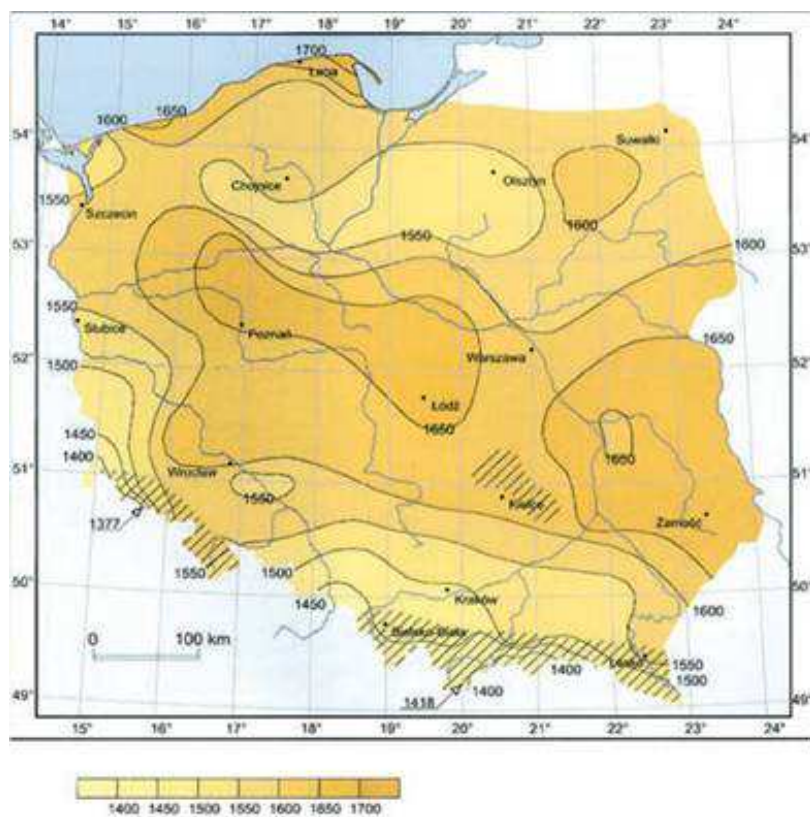 14° 15° 16° 17° 18° 19° 20° 21° 22° 23° 24°
1700
Łeba
1650
1600
54° 54°
Suwałki
Chojnice
Olsztyn
1550
Szczecin
1600
53° 1550 1600 53°
1550
Słubice
Poznań
1650
Warszawa
52° 52°
1500
Łódź
1650
1450
1400
51° 51°
Wrocław
1650
1550
Kielce
Zamość
1377
1550
1500
50° 50°
1450
Kraków
1600
0 100 km
Bielsko-Biała
1400
1550
1500
49° 1418 1400 49°
15° 16° 17° 18° 19° 20° 21° 22° 23° 24°
1400 1450 1500 1550 1600 1650 1700